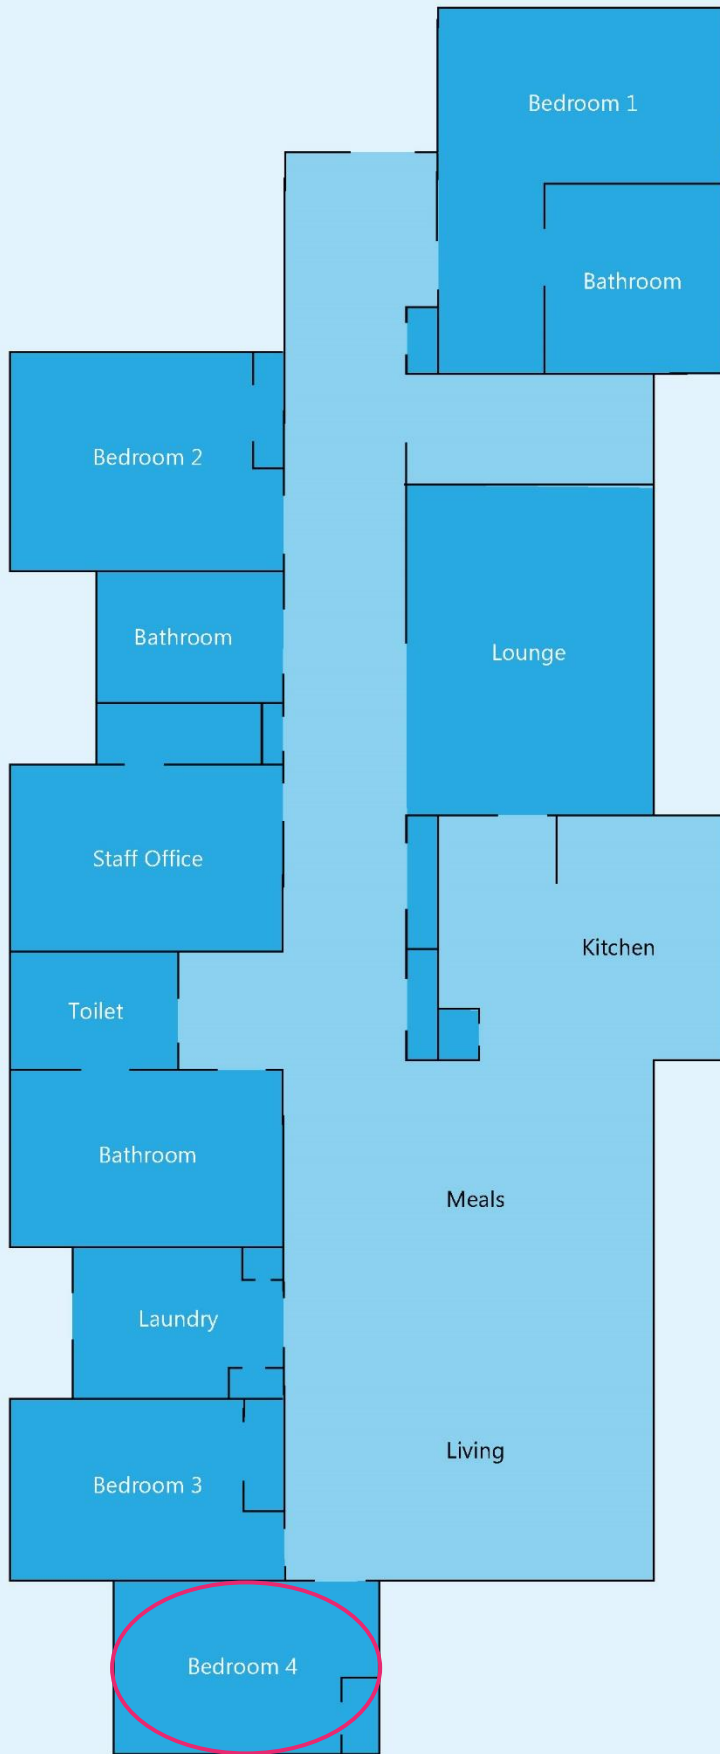 Bedroom 1
Bathroom
Bedroom 2
Bathroom
Lounge
Staff Office
Kitchen
Toilet
Bathroom
Meals
Laundry
Living
Bedroom 3
Bedroom 4